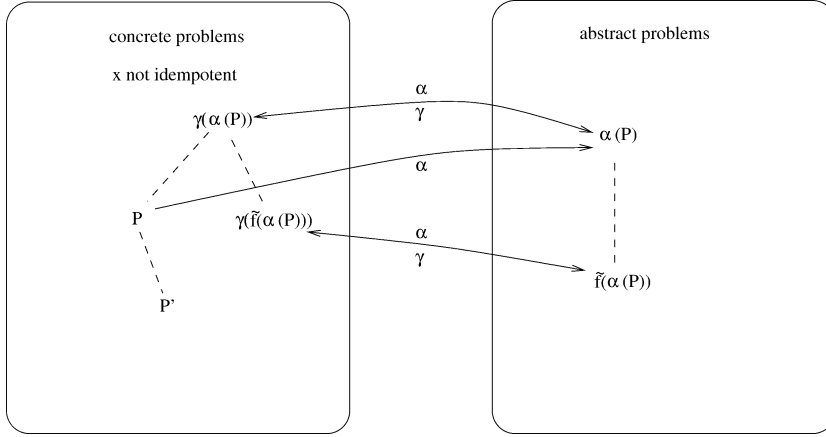 concrete problems
abstract problems
x not idempotent
α
γ
γ(α (P))
α (P)
α
P
γ(f̃(α (P)))
α
γ
f̃(α (P))
P'